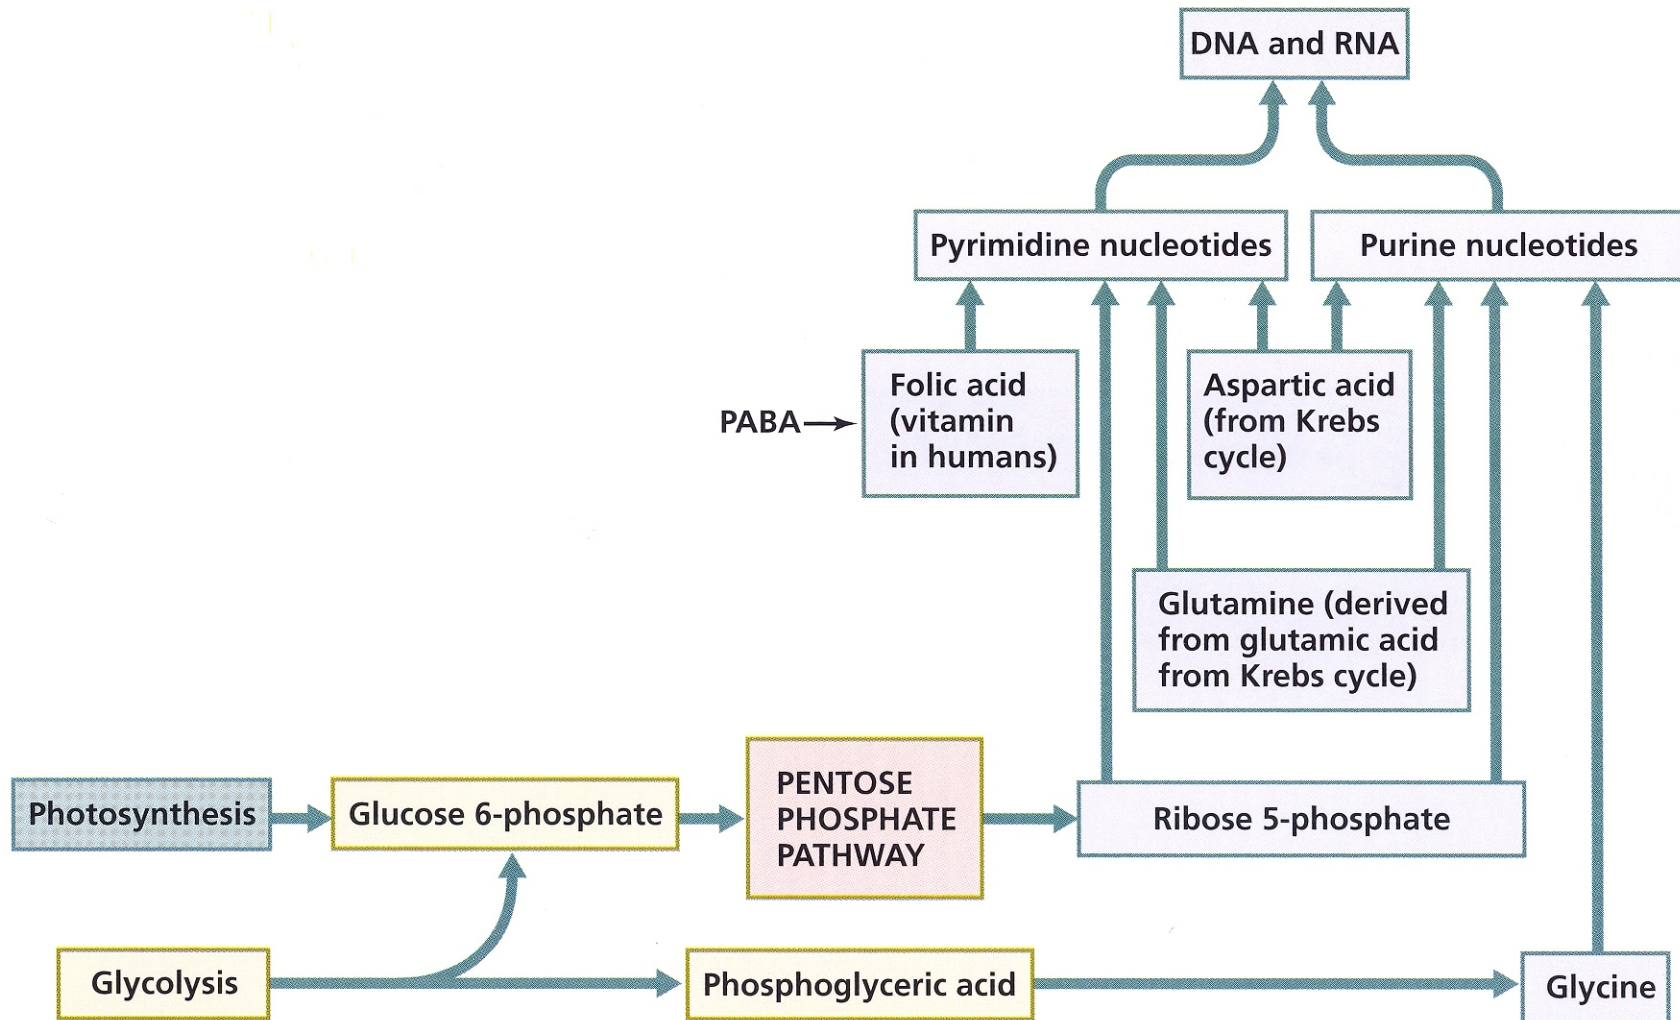 DNA and RNA
Pyrimidine nucleotides
Purine nucleotides
Folic acid
(vitamin
in humans)
PABA
Aspartic acid
(from Krebs
cycle)
Glutamine (derived
from glutamic acid
from Krebs cycle)
Photosynthesis
Glucose 6-phosphate
PENTOSE
PHOSPHATE
PATHWAY
Ribose 5-phosphate
Glycolysis
Phosphoglyceric acid
Glycine